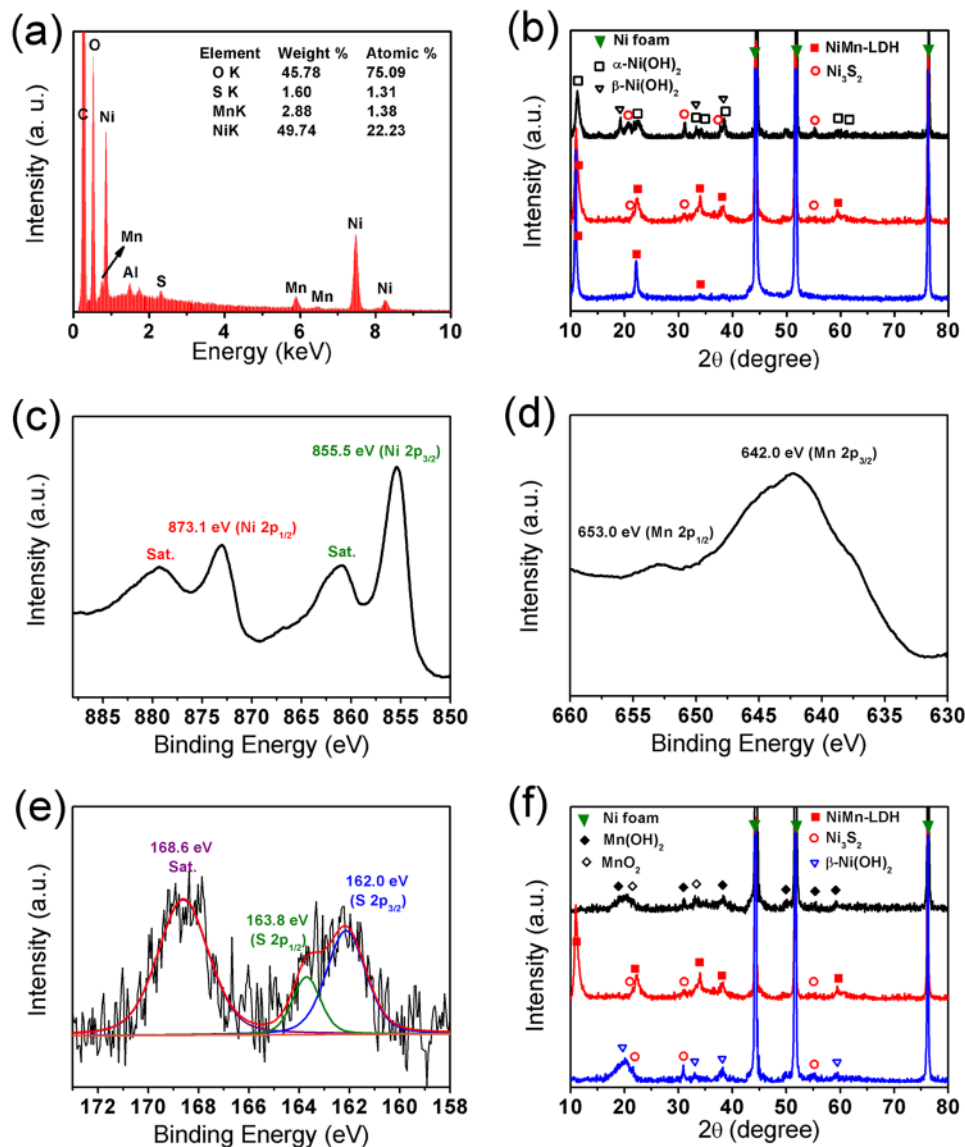 (a)
Element Weight % Atomic %
O K 45.78 75.09
S K 1.60 1.31
MnK 2.88 1.38
NiK 49.74 22.23
O
C
Ni
Mn
Al
S
Mn
Mn
Ni
Ni
Intensity (a. u.)
0 2 4 6 8 10
Energy (keV)
(b)
Ni foam
α-Ni(OH)2
β-Ni(OH)2
NiMn-LDH
Ni3S2
Intensity (a.u.)
10 20 30 40 50 60 70 80
2θ (degree)
(c)
855.5 eV (Ni 2p3/2)
873.1 eV (Ni 2p1/2)
Sat.
Sat.
Intensity (a.u.)
885 880 875 870 865 860 855 850
Binding Energy (eV)
(d)
642.0 eV (Mn 2p3/2)
653.0 eV (Mn 2p1/2)
Intensity (a.u.)
660 655 650 645 640 635 630
Binding Energy (eV)
(e)
168.6 eV
Sat.
163.8 eV
(S 2p1/2)
162.0 eV
(S 2p3/2)
Intensity (a.u.)
172 170 168 166 164 162 160 158
Binding Energy (eV)
(f)
Ni foam
Mn(OH)2
MnO2
NiMn-LDH
Ni3S2
β-Ni(OH)2
Intensity (a.u.)
10 20 30 40 50 60 70 80
2θ (degree)